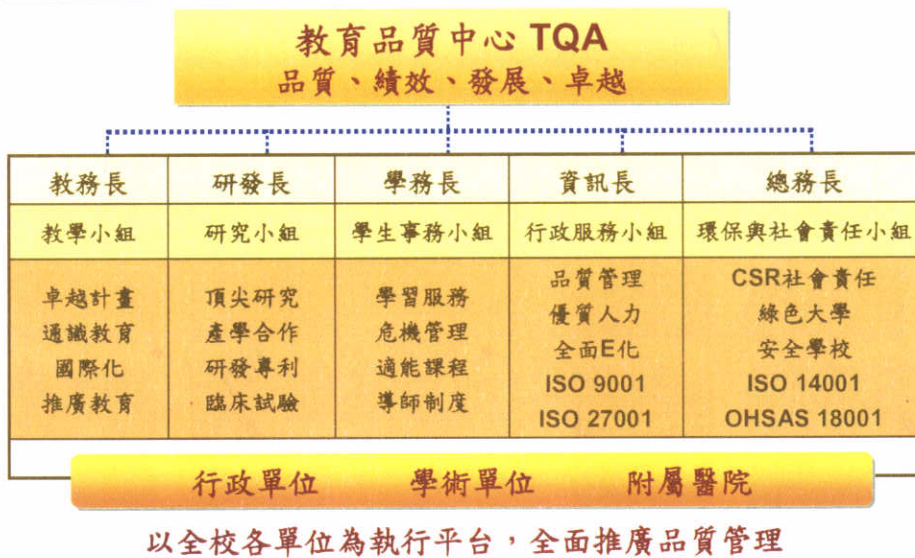 教育品質中心 TQA
品質、績效、發展、卓越
教務長
研發長
學務長
資訊長
總務長
教學小組
研究小組
學生事務小組
行政服務小組
環保與社會責任小組
卓越計畫
通識教育
國際化
推廣教育
頂尖研究
產學合作
研發專利
臨床試驗
學習服務
危機管理
適能課程
導師制度
品質管理
優質人力
全面E化
ISO 9001
ISO 27001
CSR社會責任
綠色大學
安全學校
ISO 14001
OHSAS 18001
行政單位 學術單位 附屬醫院
以全校各單位為執行平台，全面推廣品質管理